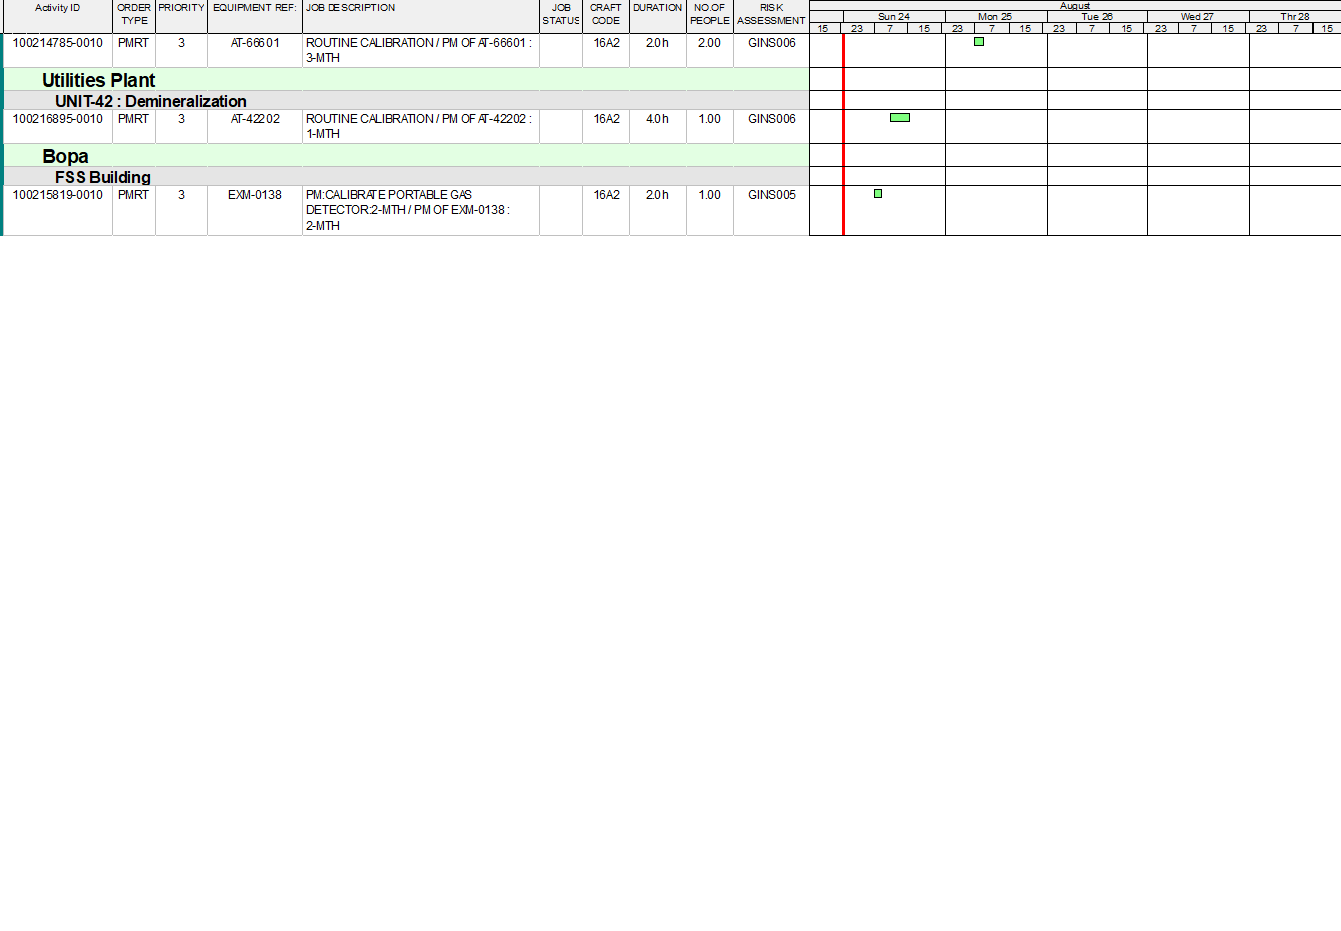 Activity ID ORDER TYPE PRIORITY EQUIPMENT REF: JOB DESCRIPTION JOB STATUS CRAFT CODE DURATION NO.OF PEOPLE RISK ASSESSMENT
August
Sun 24 Mon 25 Tue 26 Wed 27 Thr 28
15 23 7 15 23 7 15 23 7 15 23 7 15 23 7 15
100214785-0010 PMRT 3 AT-66601 ROUTINE CALIBRATION / PM OF AT-66601 : 16A2 2.0 h 2.00 GINS006
3-MTH
Utilities Plant
UNIT-42 : Demineralization
100216895-0010 PMRT 3 AT-42202 ROUTINE CALIBRATION / PM OF AT-42202 : 16A2 4.0 h 1.00 GINS006
1-MTH
Bopa
FSS Building
100215819-0010 PMRT 3 EXM-0138 PM:CALIBRATE PORTABLE GAS 16A2 2.0 h 1.00 GINS005
DETECTOR:2-MTH / PM OF EXM-0138 :
2-MTH